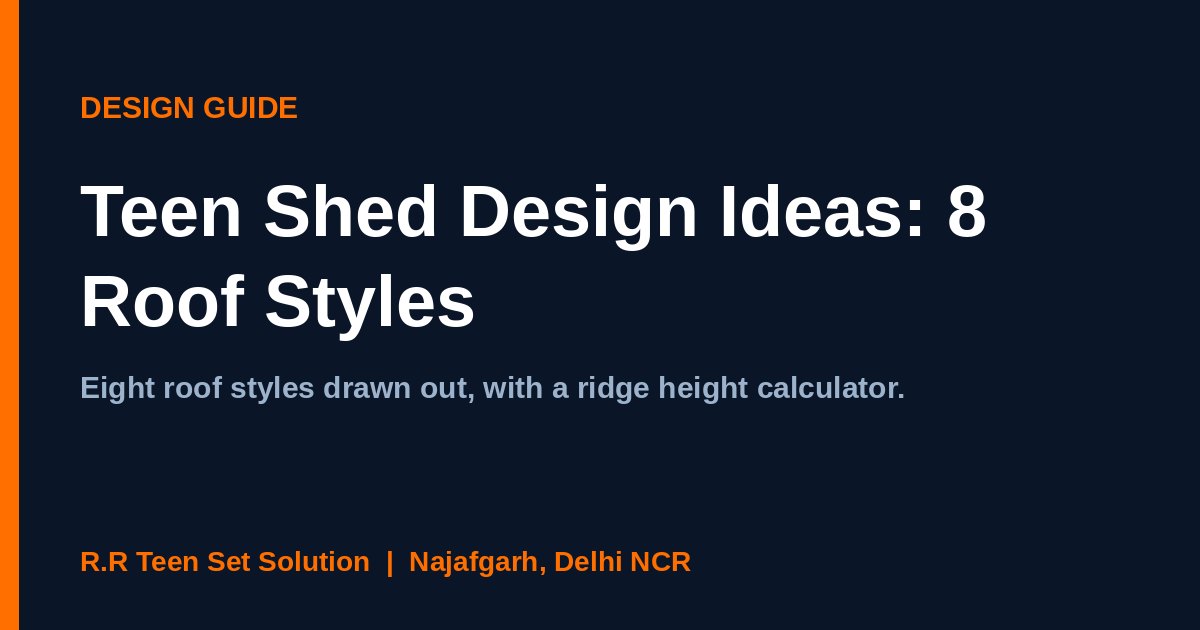 DESIGN GUIDE
Teen Shed Design Ideas: 8
Roof Styles
Eight roof styles drawn out, with a ridge height calculator.
R.R Teen Set Solution | Najafgarh, Delhi NCR